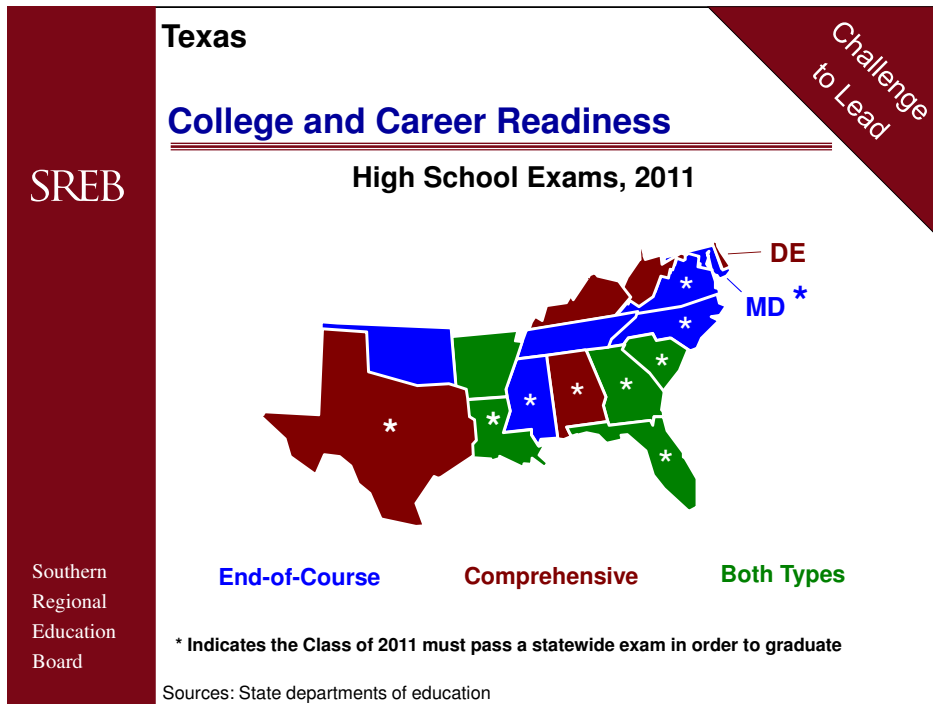 Texas
Challenge
to Lead
College and Career Readiness
High School Exams, 2011
SREB
DE
*
MD *
*
*
*
*
*
*
*
*
End-of-Course
Comprehensive
Both Types
Southern
Regional
Education
Board
* Indicates the Class of 2011 must pass a statewide exam in order to graduate
Sources: State departments of education